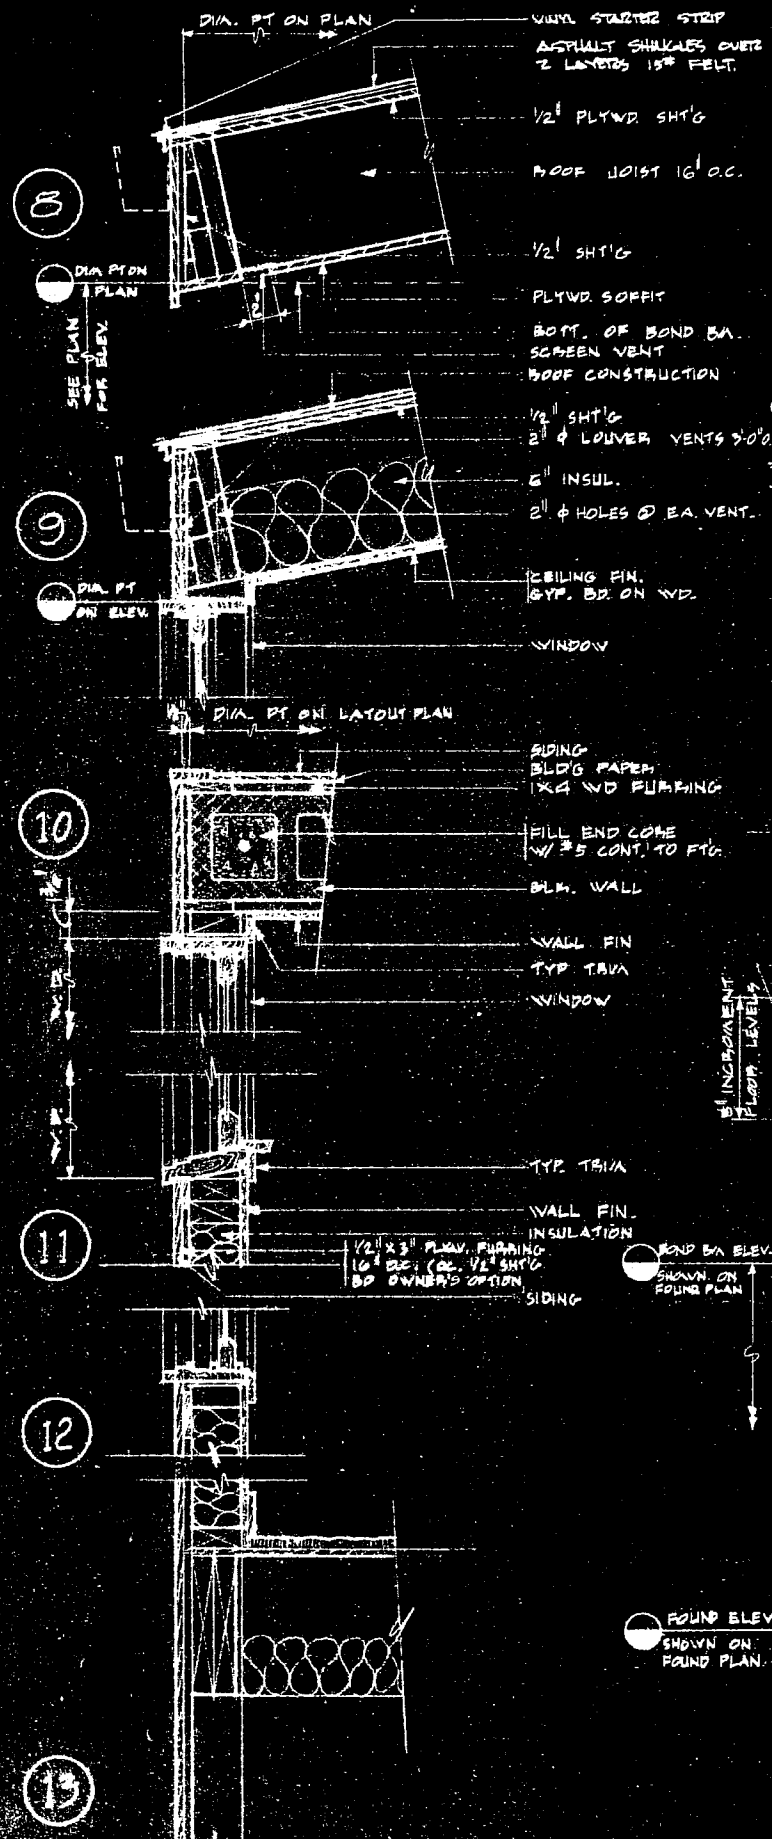 DIM. PT ON PLAN
VINYL STARTER STRIP
ASPHALT SHINGLES OVER
2 LAYERS 15# FELT.
1/2" PLYWD. SHT'G
ROOF JOIST 16" O.C.
8
1/2" SHT'G
DIM PT ON
PLAN
PLYWD. SOFFIT
2"
BOTT. OF BOND BM.
SCREEN VENT
SEE PLAN
FOR ELEV.
ROOF CONSTRUCTION
1/2" SHT'G
2" φ LOUVER VENTS 3'-0" O.
6" INSUL.
2" φ HOLES @ EA. VENT.
9
CEILING FIN.
GYP. BD. ON WD.
DIM. PT
ON ELEV.
WINDOW
DIM. PT ON LAYOUT PLAN
SIDING
BLD'G PAPER
1X4 WD FURRING
10
FILL END CORE
W/ #5 CONT. TO FTG.
BLK. WALL
WALL FIN
TYP TRIM
WINDOW
8" INCREMENT
FLOOR LEVELS
TYP. TRIM
WALL FIN.
INSULATION
11
1/2" X 3" PLYW. FURRING
16" O.C. (OR 1/2" SHT'G
BD OWNER'S OPTION
SIDING
BOND BM ELEV.
SHOWN ON
FOUND PLAN
12
FOUND ELEV
SHOWN ON
FOUND PLAN.
13